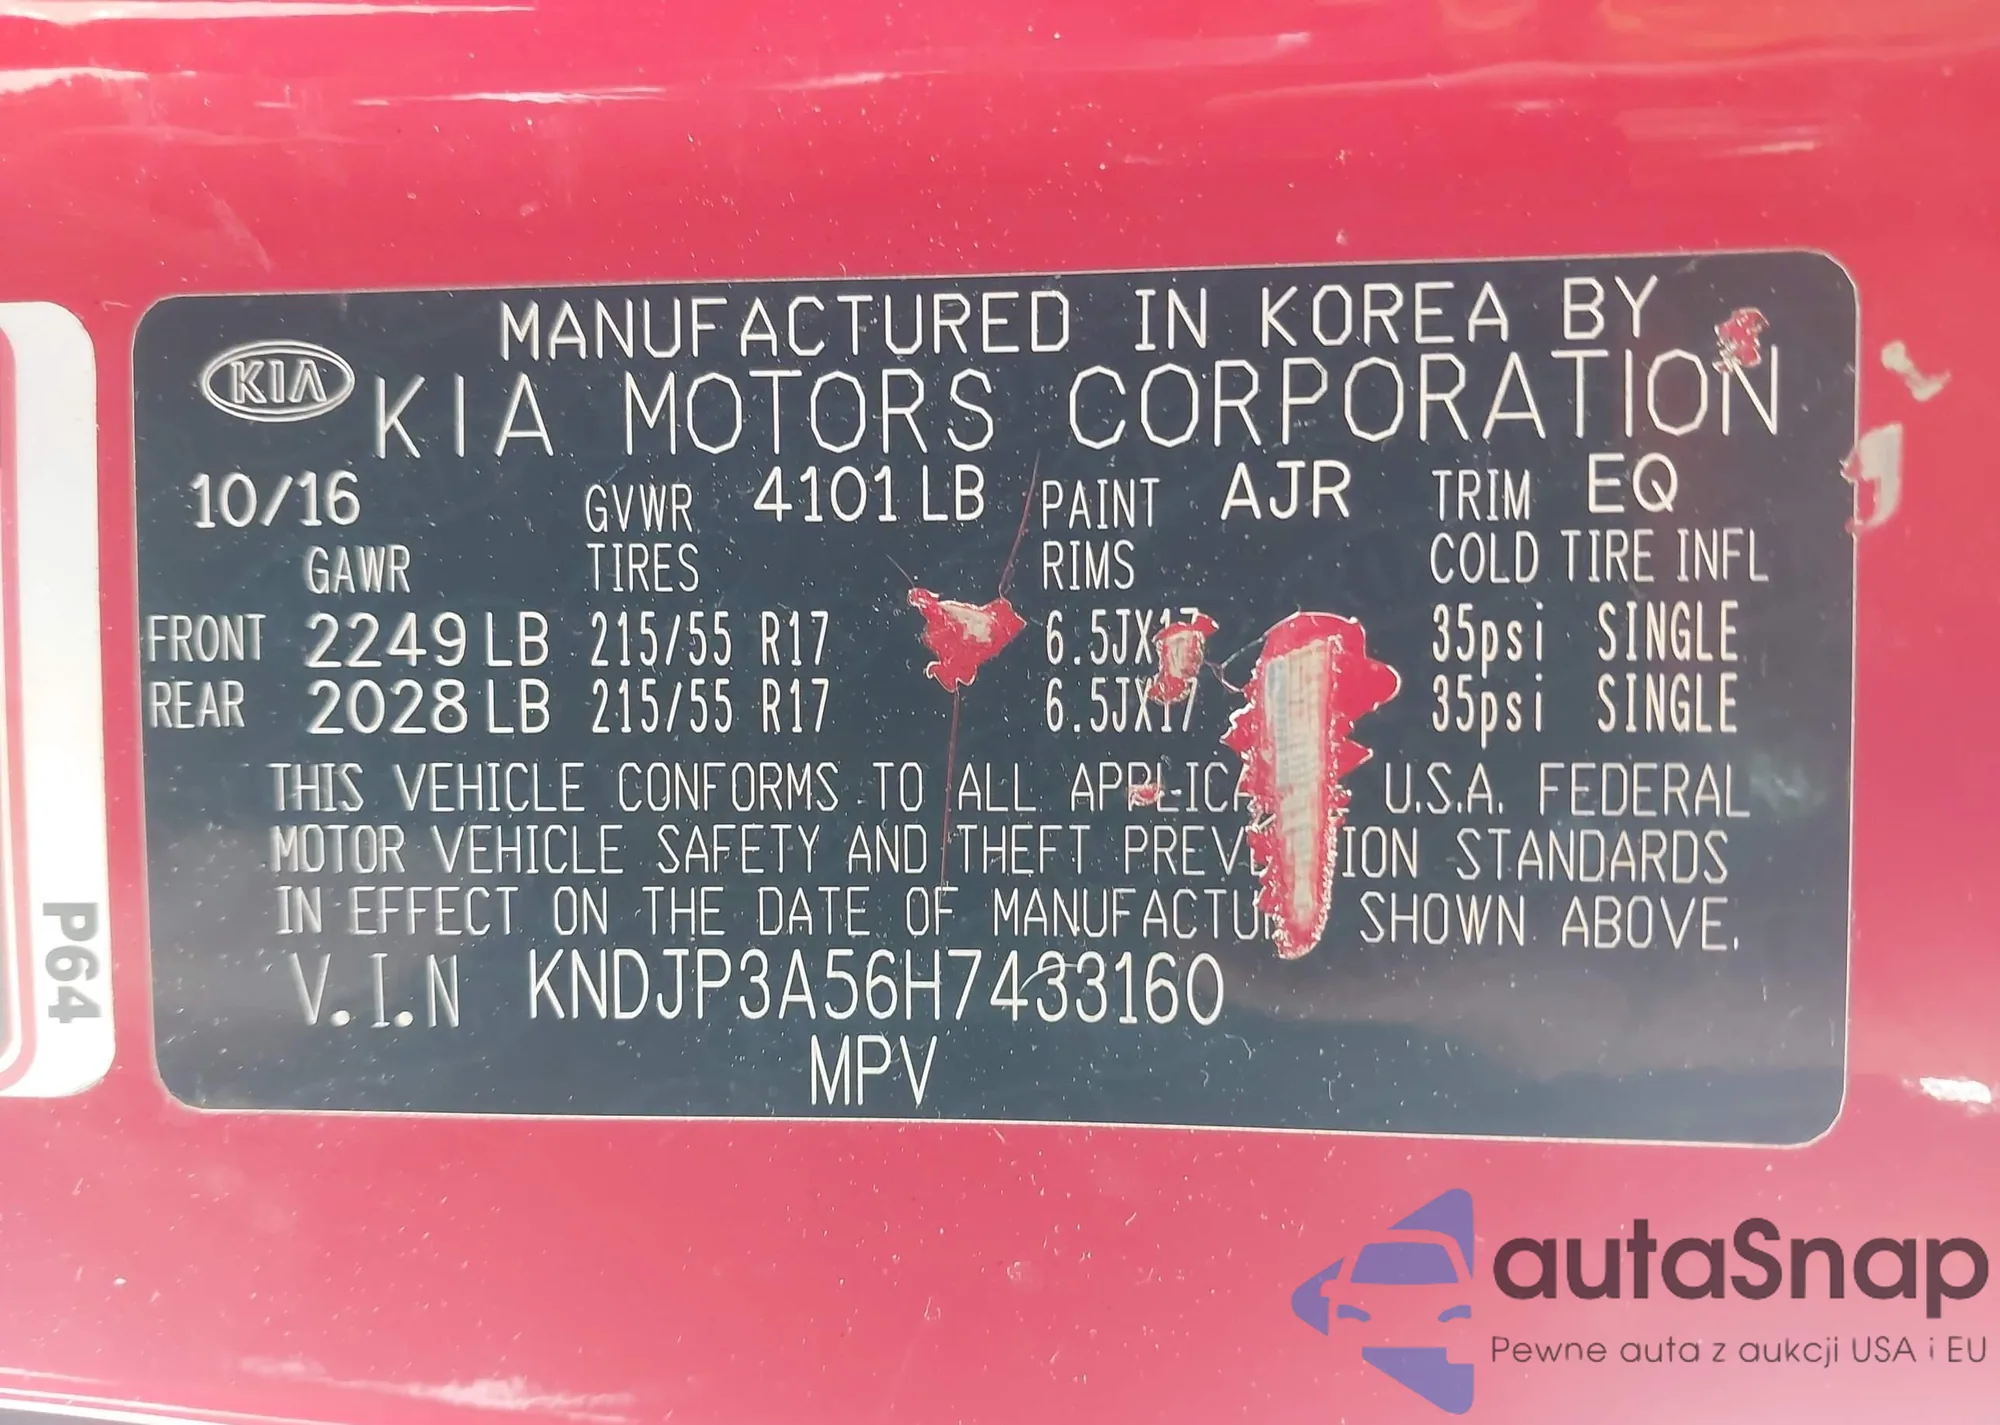 MANUFACTURED IN KOREA BY
KIA KIA MOTORS CORPORATION
10/16 GVWR 4101 LB PAINT AJR TRIM EQ
GAWR TIRES RIMS COLD TIRE INFL
FRONT 2249 LB 215/55 R17 6.5JX17 35psi SINGLE
REAR 2028 LB 215/55 R17 6.5JX17 35psi SINGLE
THIS VEHICLE CONFORMS TO ALL U.S.A. FEDERAL
MOTOR VEHICLE SAFETY AND THEFT STANDARDS
IN EFFECT ON THE DATE OF SHOWN ABOVE.
V.I.N KNDJP3A56H7433160
MPV
P64
autaSnap
Pewne auta z aukcji USA i EU